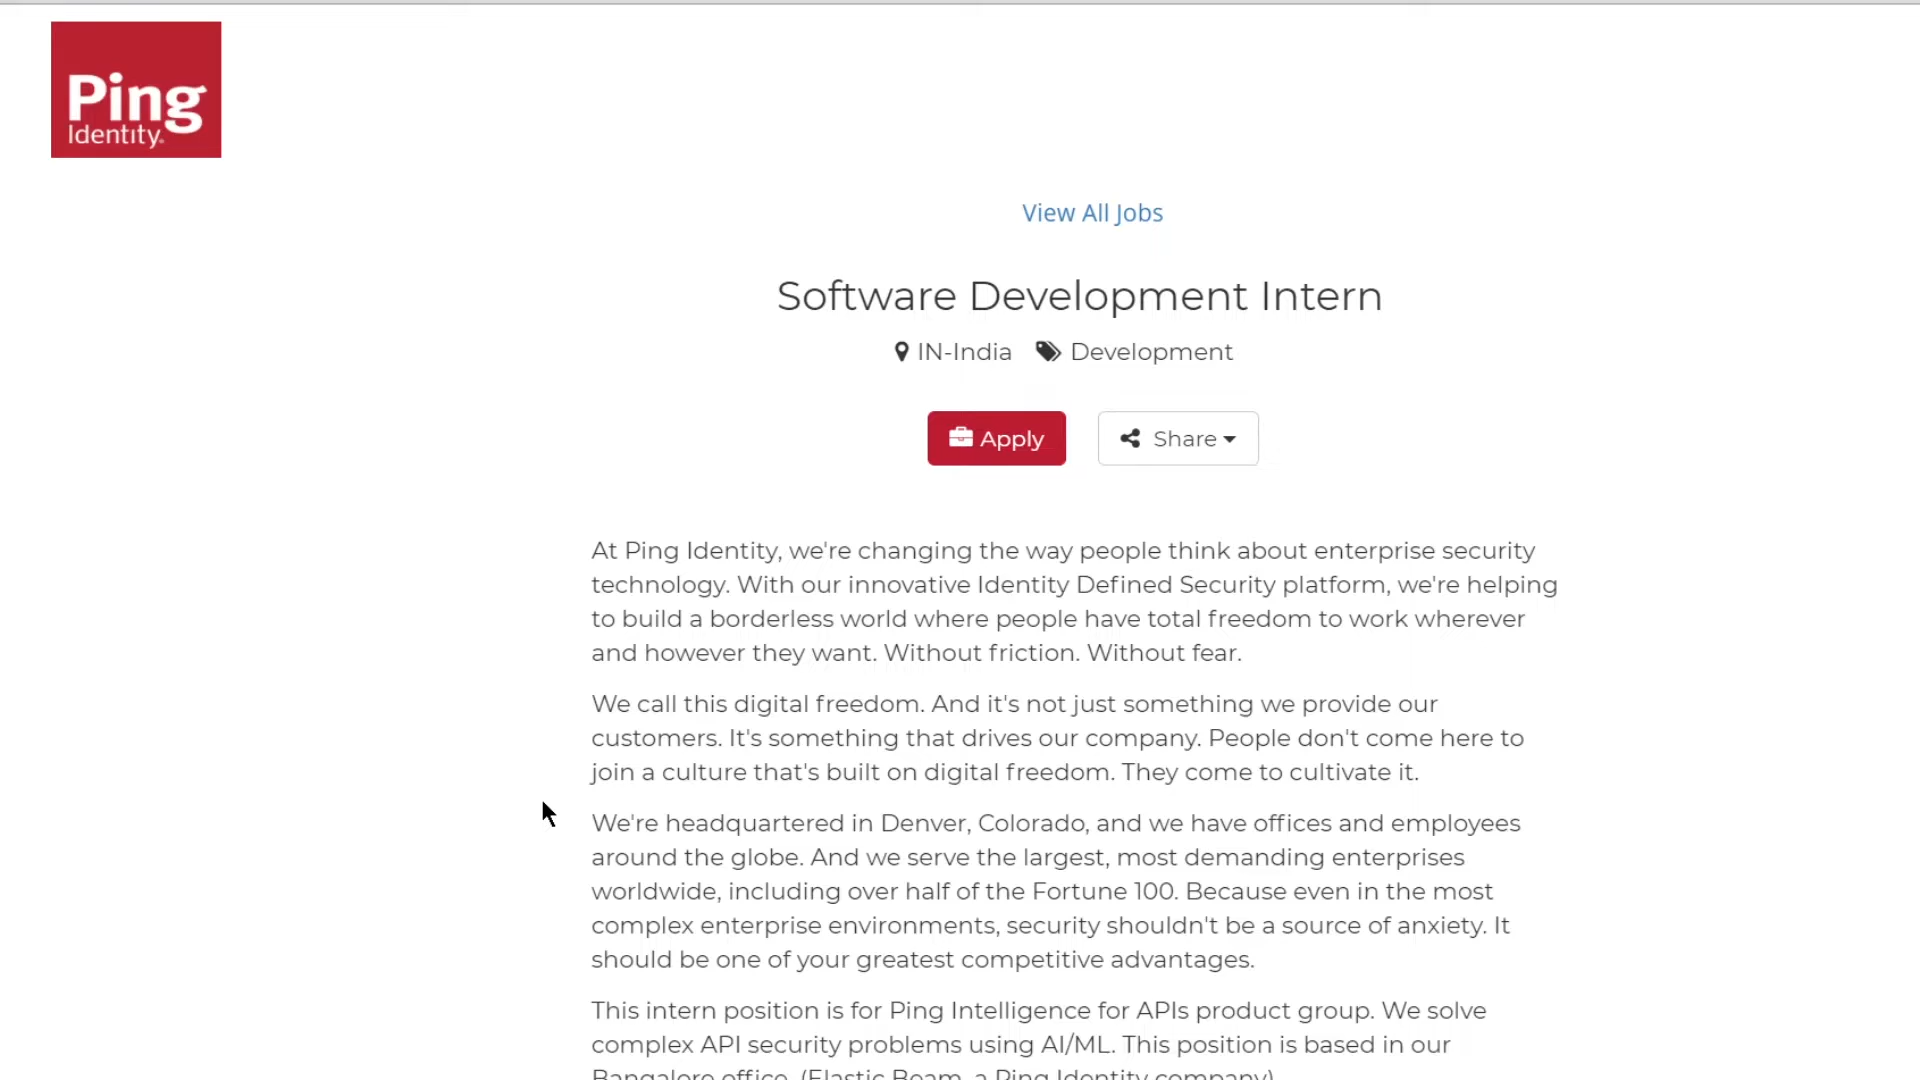 Ping
Identity.
View All Jobs
Software Development Intern
IN-India Development
Apply Share
At Ping Identity, we're changing the way people think about enterprise security
technology. With our innovative Identity Defined Security platform, we're helping
to build a borderless world where people have total freedom to work wherever
and however they want. Without friction. Without fear.
We call this digital freedom. And it's not just something we provide our
customers. It's something that drives our company. People don't come here to
join a culture that's built on digital freedom. They come to cultivate it.
We're headquartered in Denver, Colorado, and we have offices and employees
around the globe. And we serve the largest, most demanding enterprises
worldwide, including over half of the Fortune 100. Because even in the most
complex enterprise environments, security shouldn't be a source of anxiety. It
should be one of your greatest competitive advantages.
This intern position is for Ping Intelligence for APIs product group. We solve
complex API security problems using AI/ML. This position is based in our
Bangalore office. (Elastic Beam, a Ping Identity company)